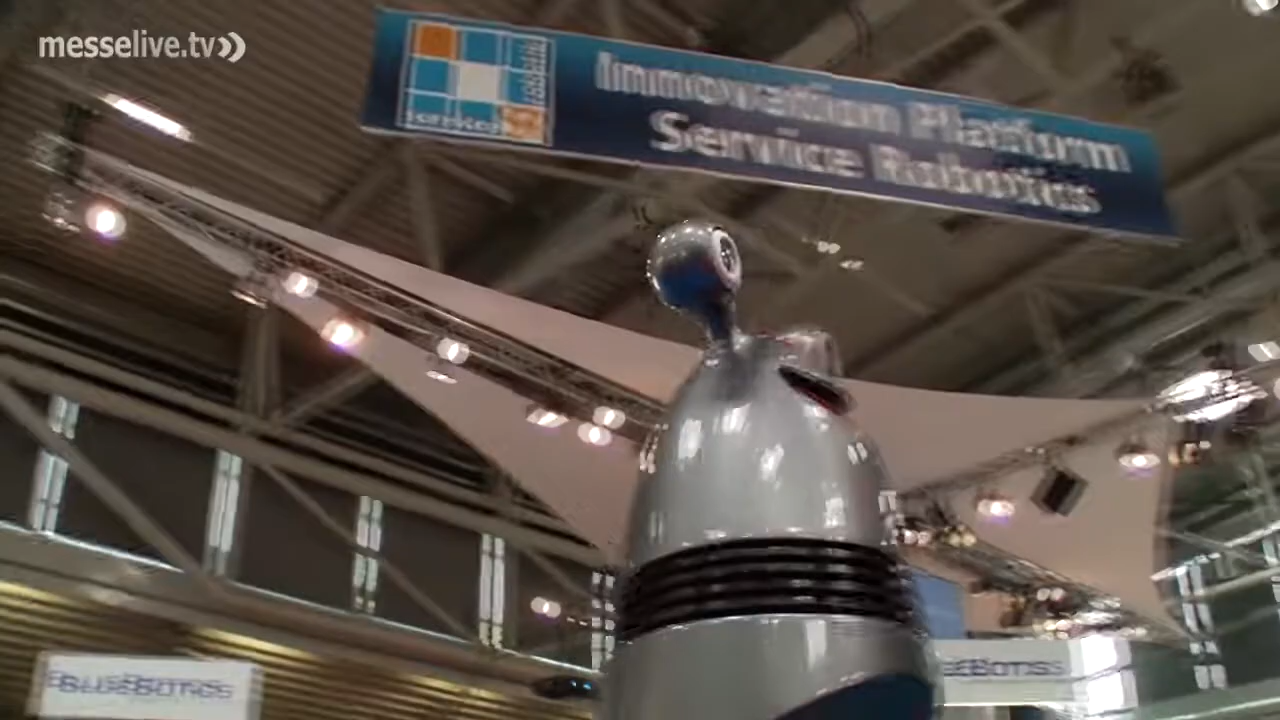 messelive.tv
Innovation Platform
Service Robotics
BLUEBOTICS
BLUEBOTICS